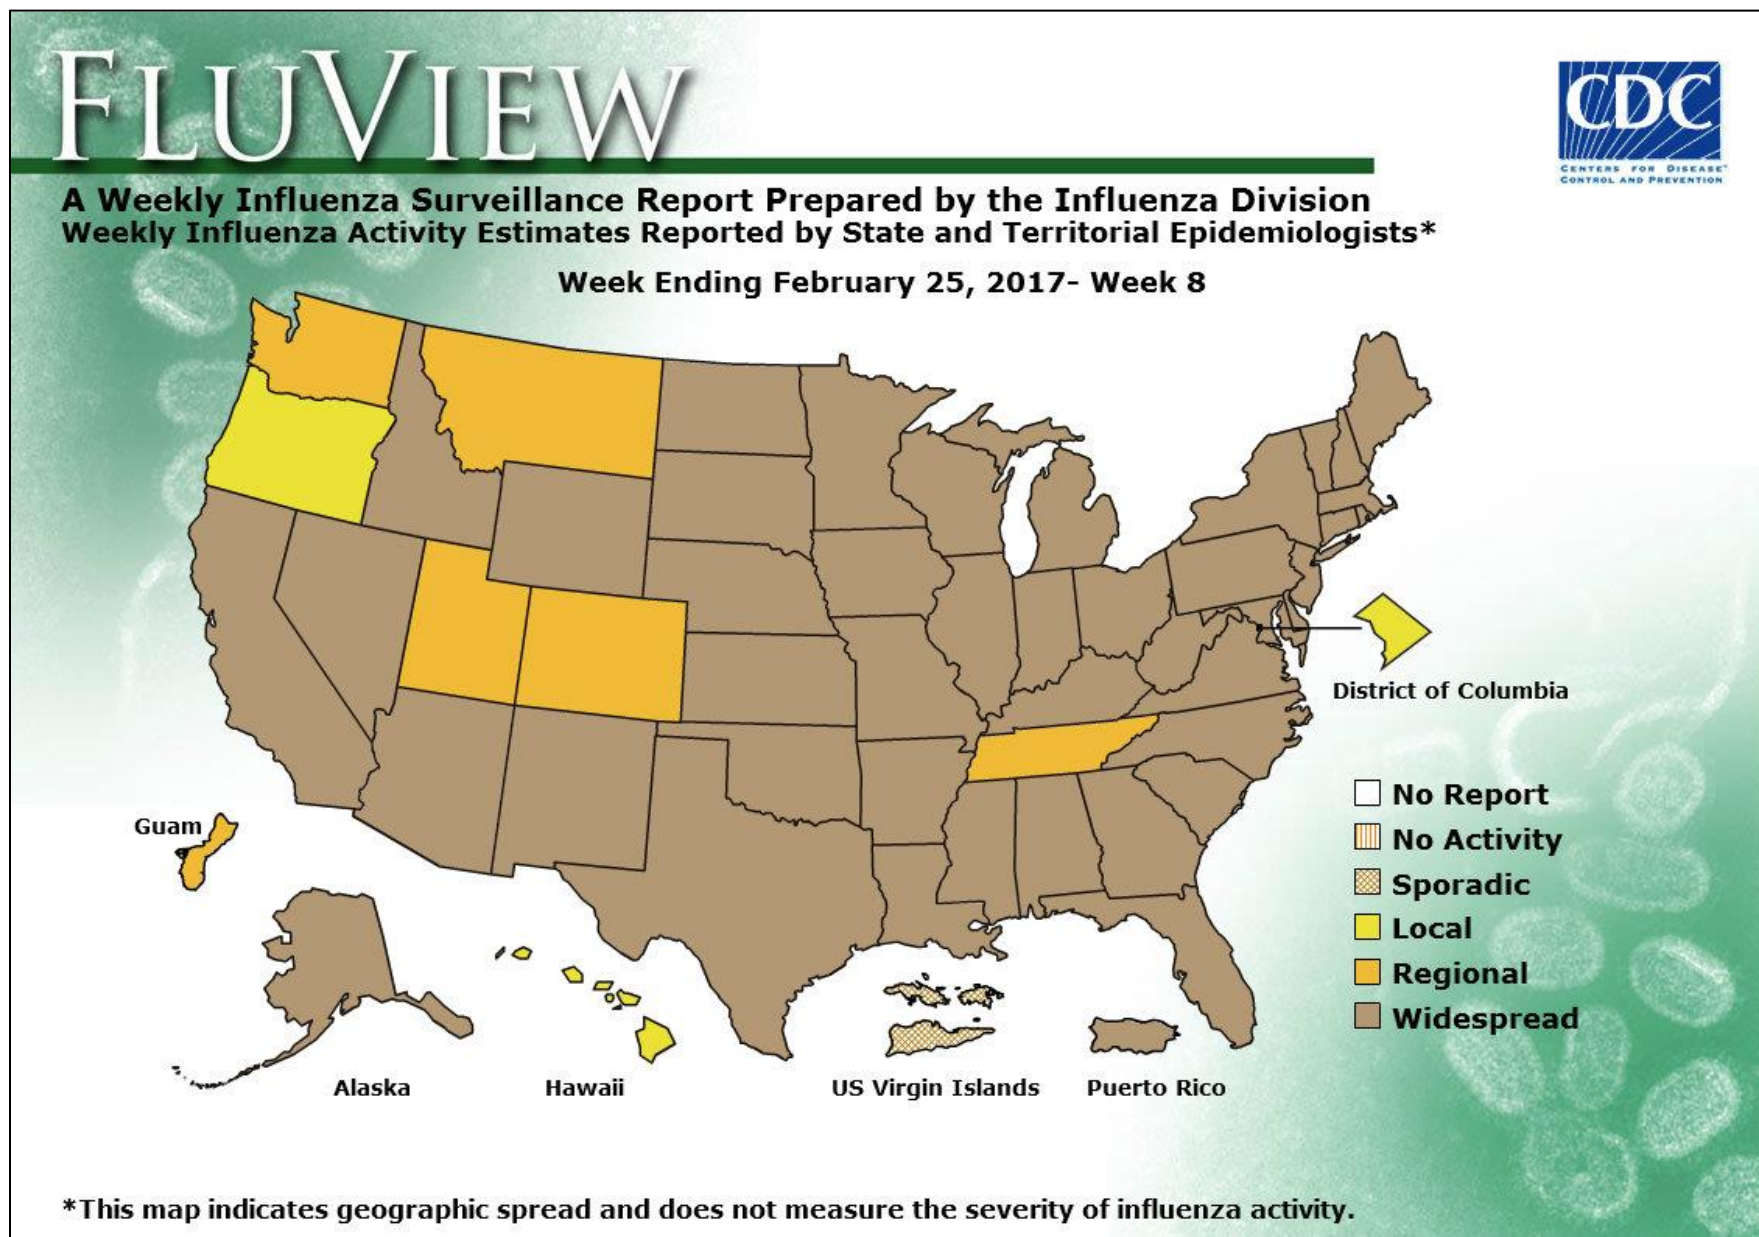 FLUVIEW
CDC
CENTERS FOR DISEASE™
CONTROL AND PREVENTION
A Weekly Influenza Surveillance Report Prepared by the Influenza Division
Weekly Influenza Activity Estimates Reported by State and Territorial Epidemiologists*
Week Ending February 25, 2017- Week 8
District of Columbia
Guam
No Report
No Activity
Sporadic
Local
Regional
Widespread
Alaska
Hawaii
US Virgin Islands
Puerto Rico
*This map indicates geographic spread and does not measure the severity of influenza activity.